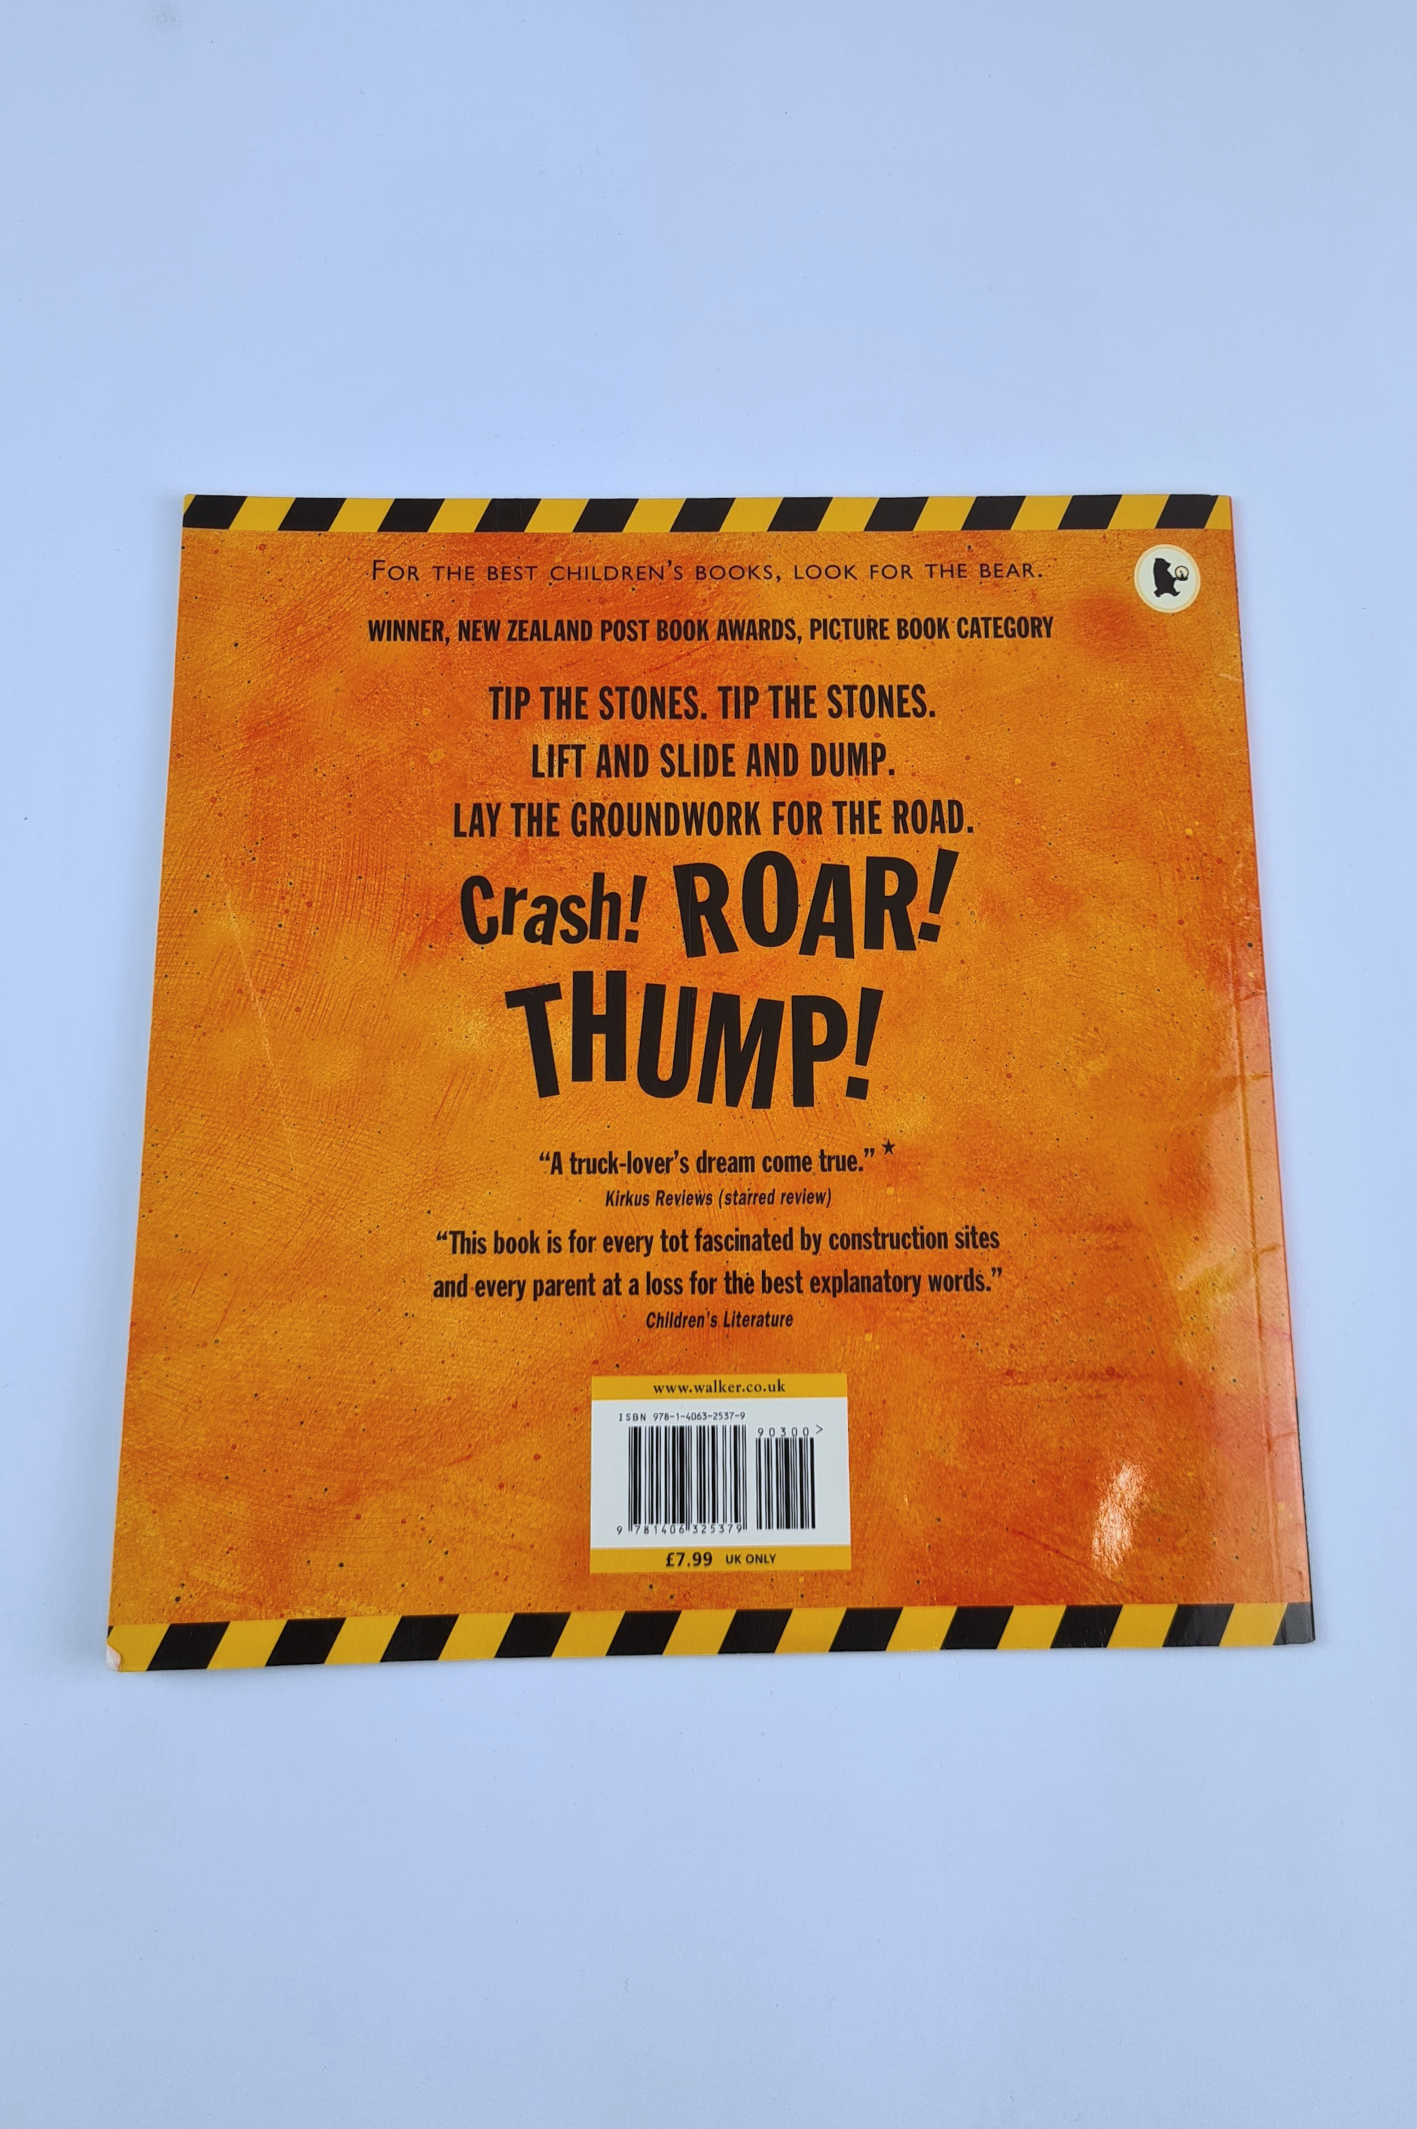 FOR THE BEST CHILDREN'S BOOKS, LOOK FOR THE BEAR.
WINNER, NEW ZEALAND POST BOOK AWARDS, PICTURE BOOK CATEGORY
TIP THE STONES. TIP THE STONES.
LIFT AND SLIDE AND DUMP.
LAY THE GROUNDWORK FOR THE ROAD.
Crash! ROAR!
THUMP!
“A truck-lover’s dream come true.” ★
Kirkus Reviews (starred review)
“This book is for every tot fascinated by construction sites
and every parent at a loss for the best explanatory words.”
Children’s Literature
www.walker.co.uk
ISBN 978-1-4063-2537-9
90300>
9 781406 325379
£7.99 UK ONLY